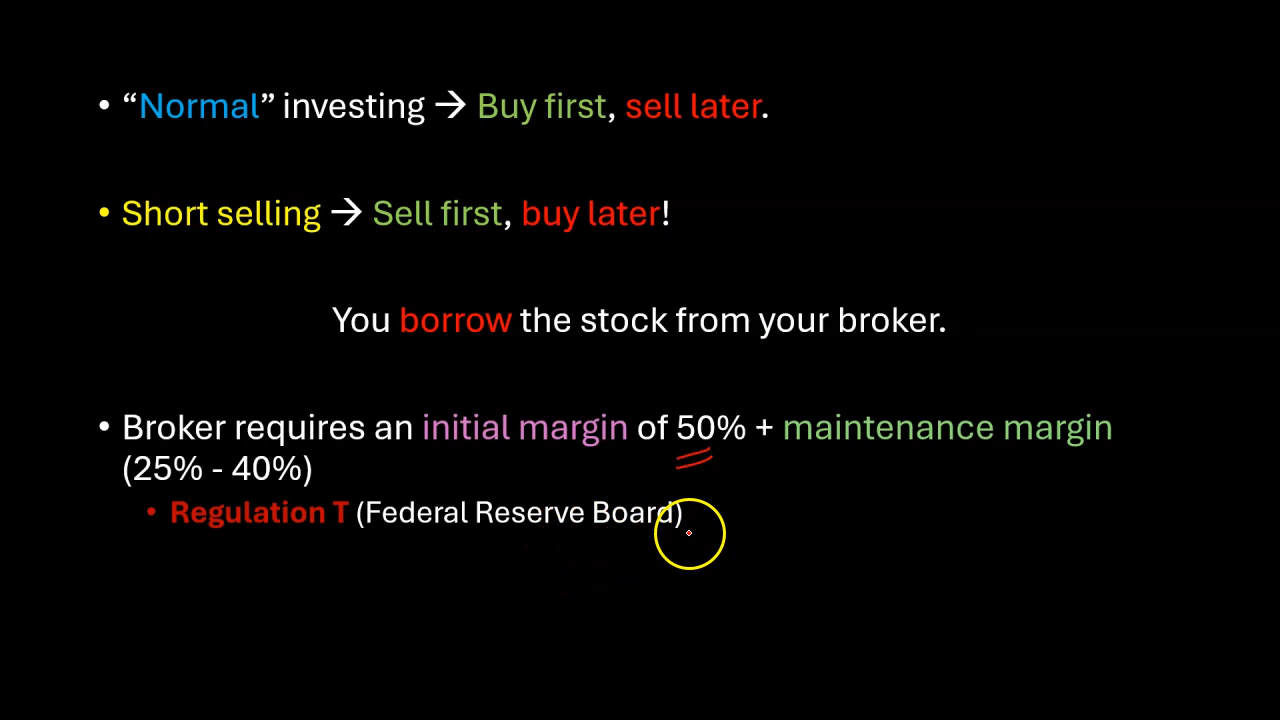 • “Normal” investing → Buy first, sell later.
• Short selling → Sell first, buy later!
You borrow the stock from your broker.
• Broker requires an initial margin of 50% + maintenance margin
(25% - 40%)
• Regulation T (Federal Reserve Board)